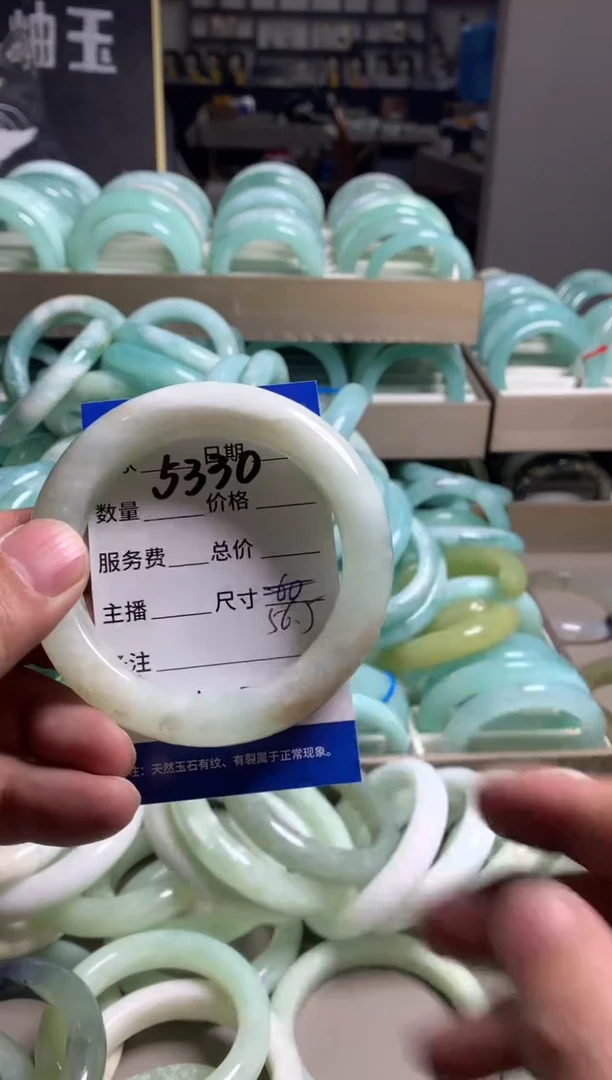 岫玉
日期
5330
数量 价格
服务费 总价
主播 尺寸 60
56.5
注
注：天然玉石有纹、有裂属于正常现象。